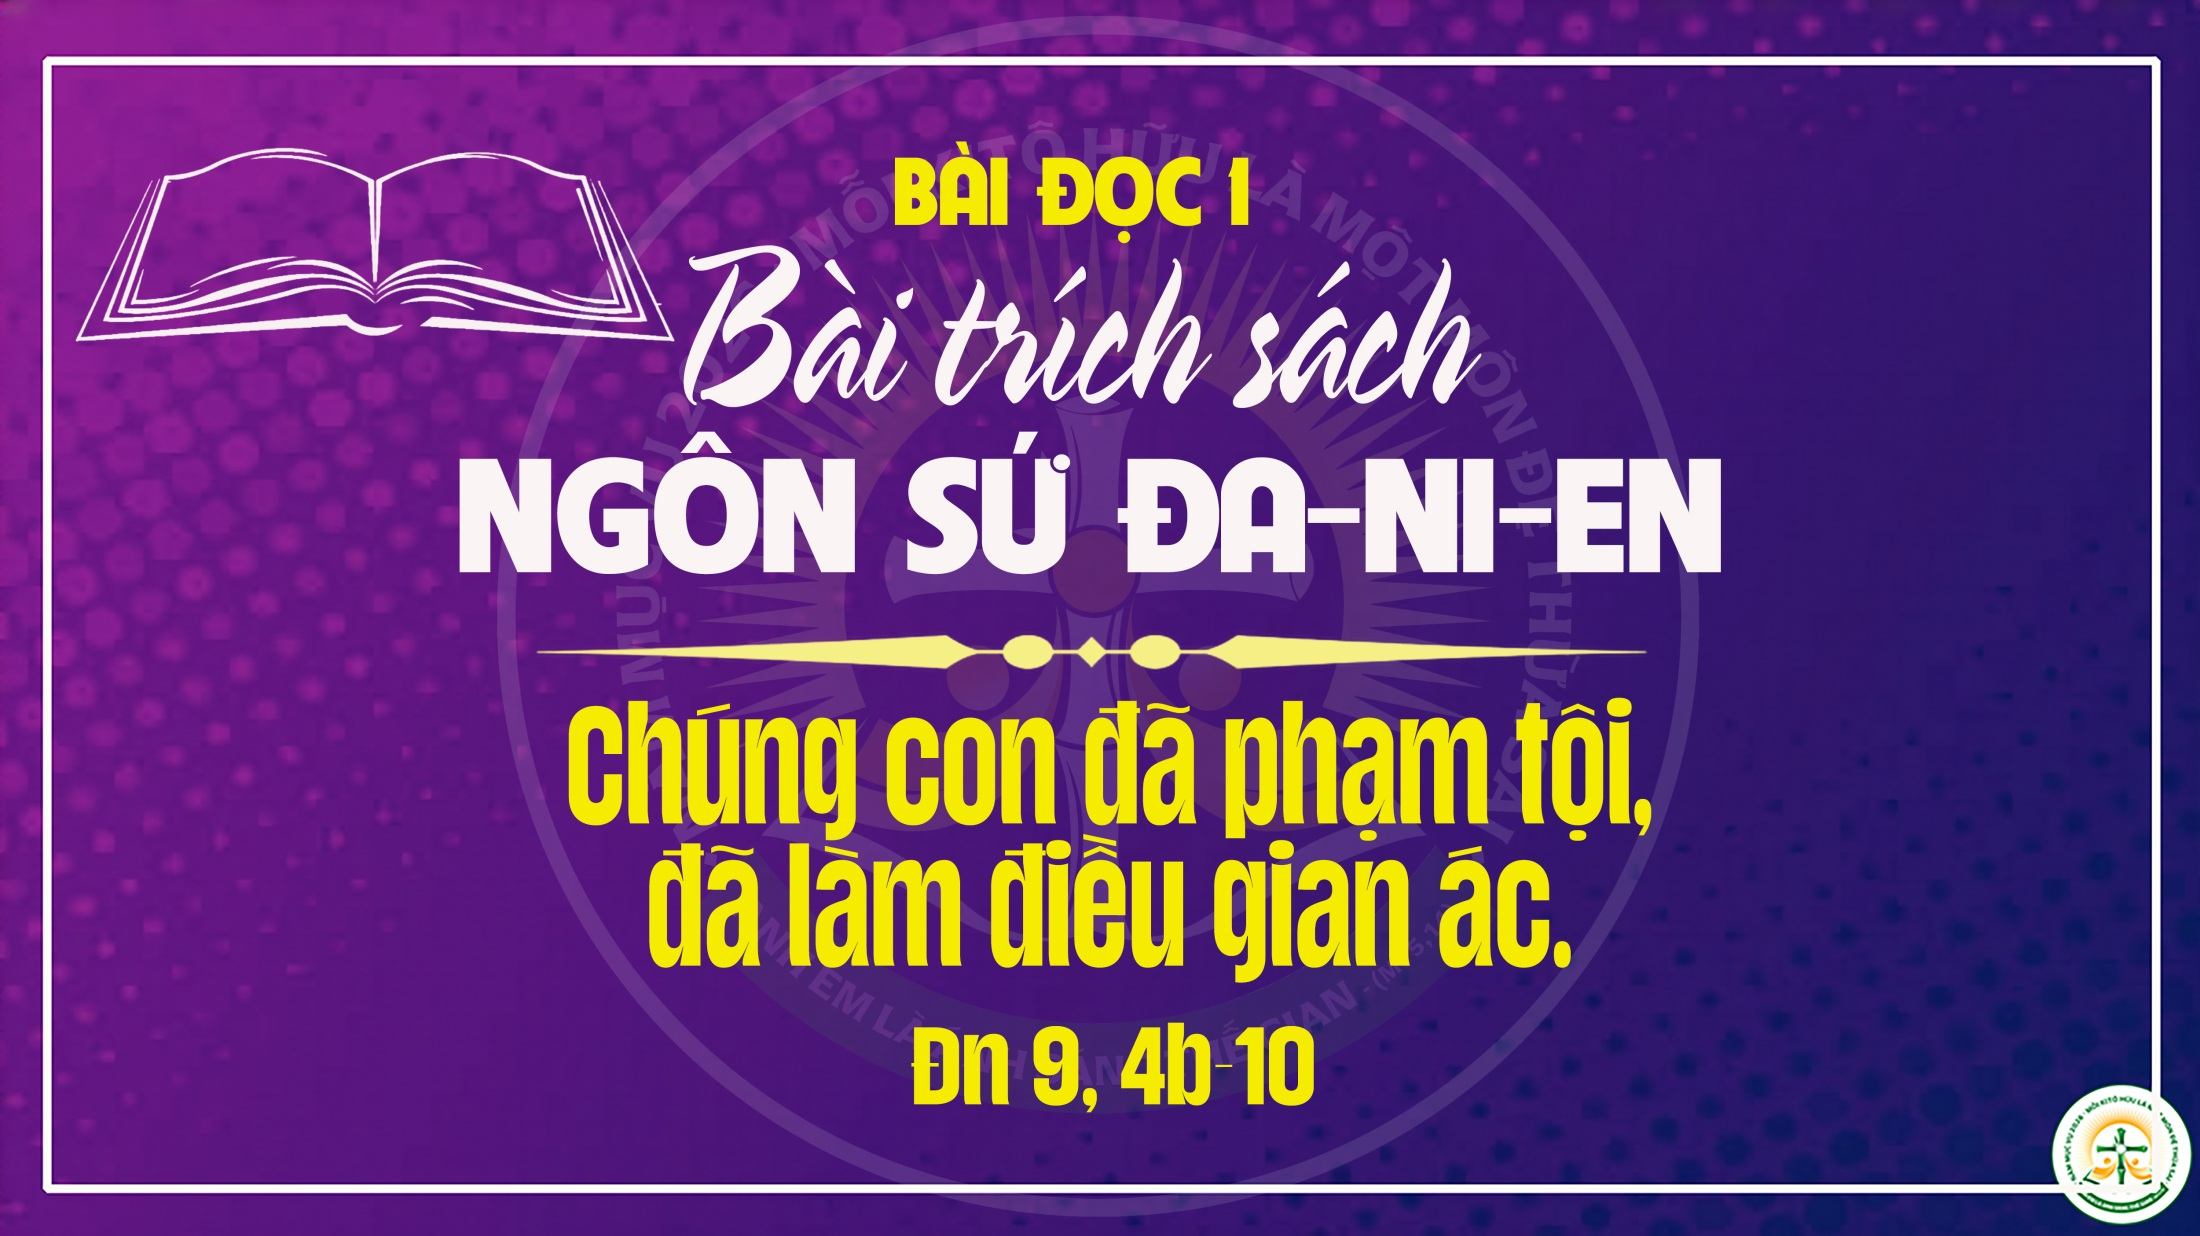 BÀI ĐỌC 1
Bài trích sách
NGÔN SỨ ĐA-NI-EN
Chúng con đã phạm tội,
đã làm điều gian ác.
Đn 9, 4b-10